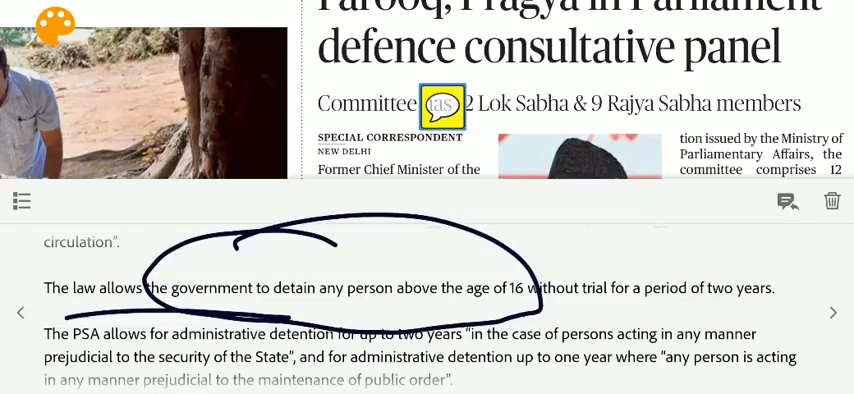 Farooq, Pragya in Parliament
defence consultative panel
Committee has 2 Lok Sabha & 9 Rajya Sabha members
SPECIAL CORRESPONDENT
NEW DELHI
Former Chief Minister of the
tion issued by the Ministry of
Parliamentary Affairs, the
committee comprises 12
circulation".
The law allows the government to detain any person above the age of 16 without trial for a period of two years.
The PSA allows for administrative detention for up to two years "in the case of persons acting in any manner
prejudicial to the security of the State", and for administrative detention up to one year where "any person is acting
in any manner prejudicial to the maintenance of public order".